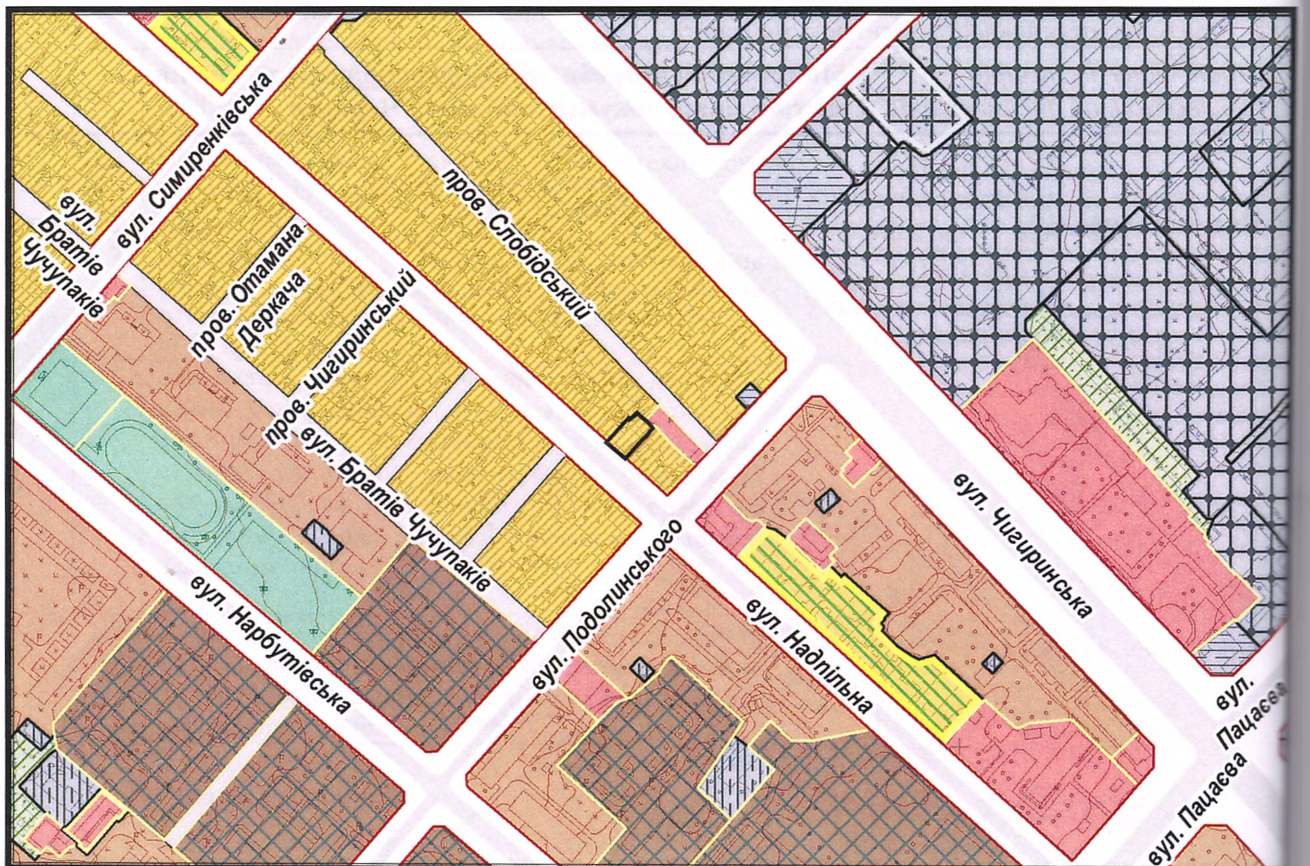 вул. Симиренківська
пров. Слобідський
вул.
Братів
Чучупаків
пров. Отамана
Деркача
пров. Чигиринський
вул. Братів Чучупаків
вул. Чигиринська
вул. Подолинського
вул. Нарбутівська
вул. Надпільна
вул.
Пацаєва
вул. Пацаєва